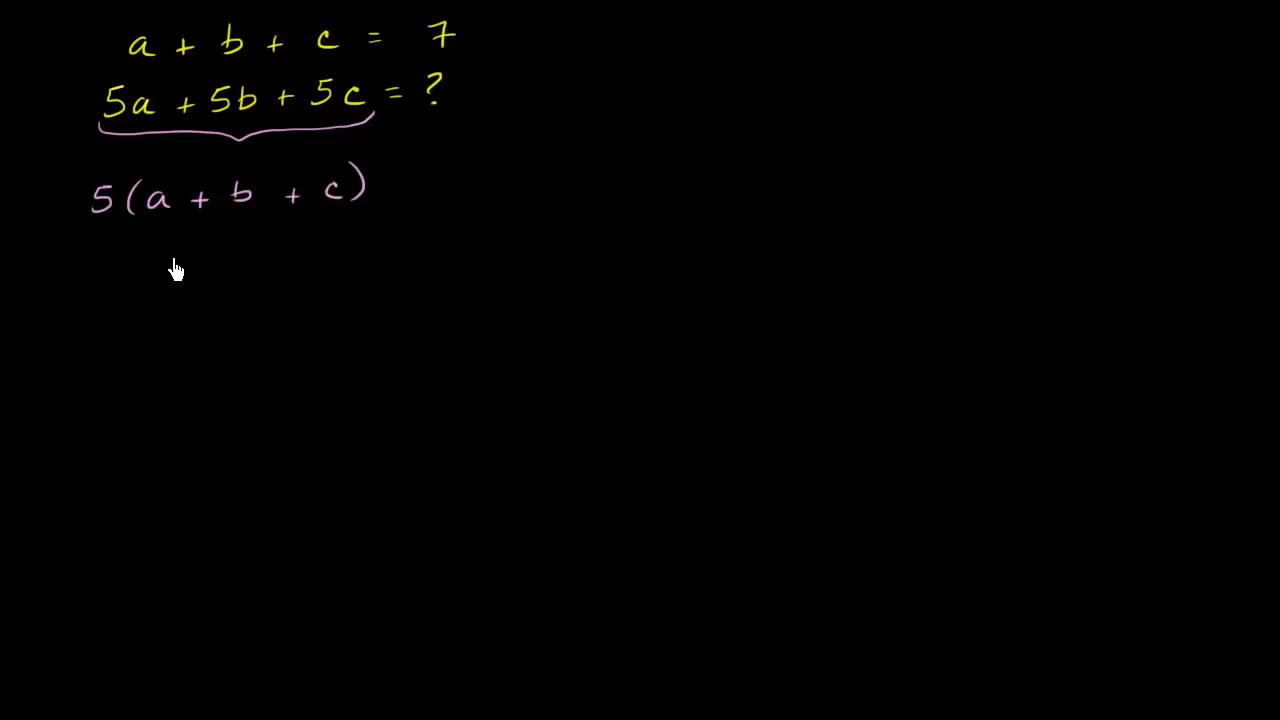 a + b + c = 7
5a + 5b + 5c = ?
5(a + b + c)